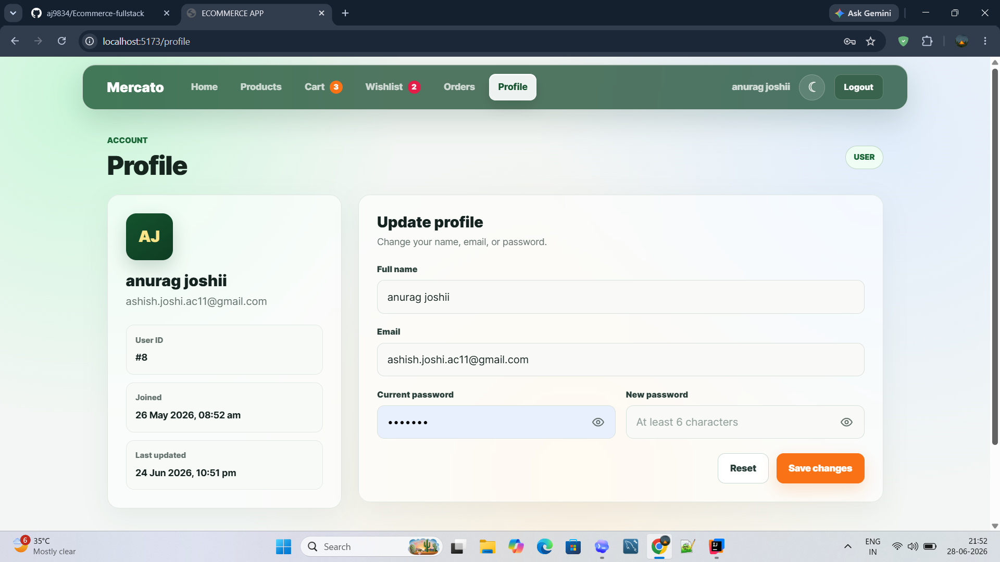 aj9834/Ecommerce-fullstack
ECOMMERCE APP
Ask Gemini
localhost:5173/profile
Mercato
Home
Products
Cart 3
Wishlist 2
Orders
Profile
anurag joshii
Logout
ACCOUNT
Profile
USER
AJ
anurag joshii
ashish.joshi.ac11@gmail.com
User ID
#8
Joined
26 May 2026, 08:52 am
Last updated
24 Jun 2026, 10:51 pm
Update profile
Change your name, email, or password.
Full name
anurag joshii
Email
ashish.joshi.ac11@gmail.com
Current password
•••••••
New password
At least 6 characters
Reset
Save changes
6
35°C
Mostly clear
Search
IJ
ENG
IN
21:52
28-06-2026